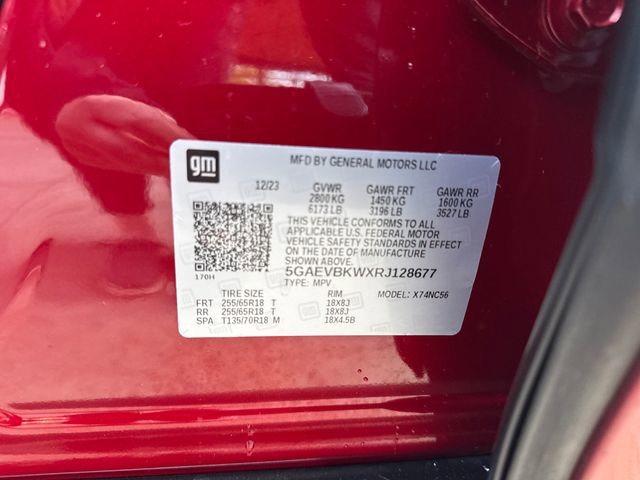 gm
MFD BY GENERAL MOTORS LLC
12/23 GVWR GAWR FRT GAWR RR
2800 KG 1450 KG 1600 KG
6173 LB 3196 LB 3527 LB
THIS VEHICLE CONFORMS TO ALL
APPLICABLE U.S. FEDERAL MOTOR
VEHICLE SAFETY STANDARDS IN EFFECT
ON THE DATE OF MANUFACTURE
SHOWN ABOVE.
170H
5GAEVBKWXRJ128677
TYPE: MPV MODEL: X74NC56
TIRE SIZE RIM
FRT 255/65R18 T 18X8J
RR 255/65R18 T 18X8J
SPA T135/70R18 M 18X4.5B